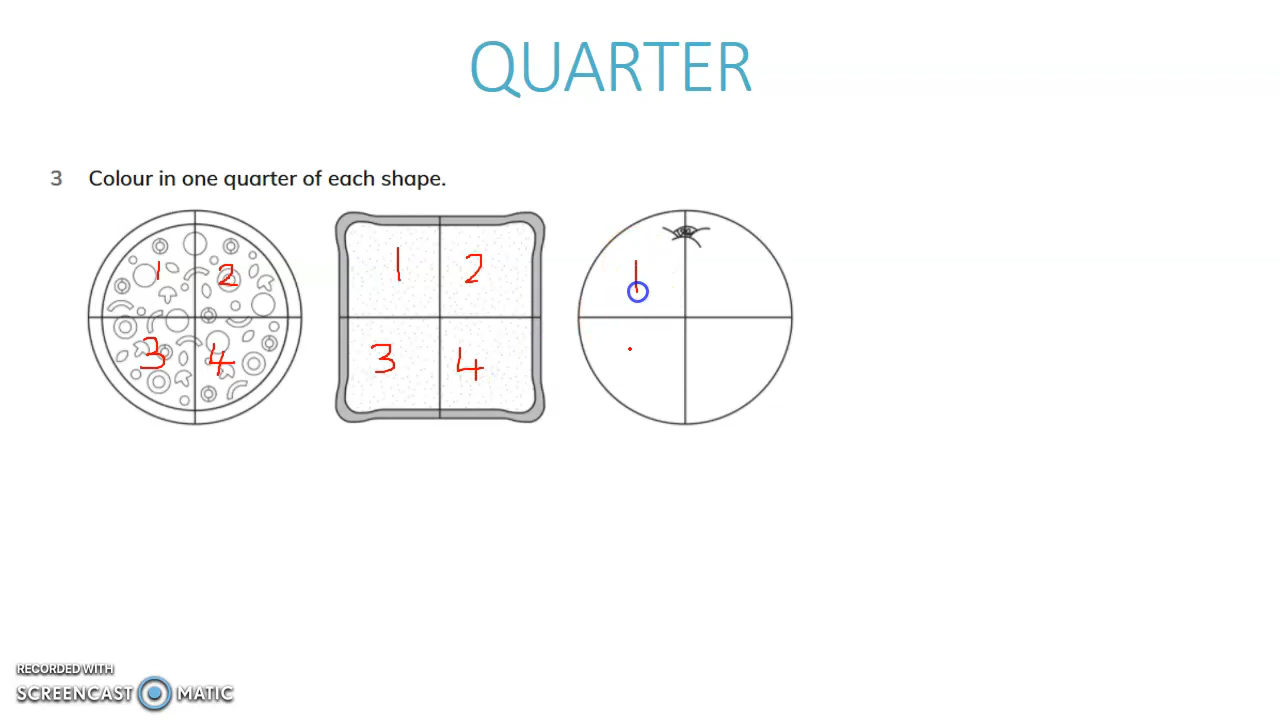 QUARTER
3 Colour in one quarter of each shape.
1 2 1 2 1
3 4 3 4
RECORDED WITH
SCREENCAST MATIC